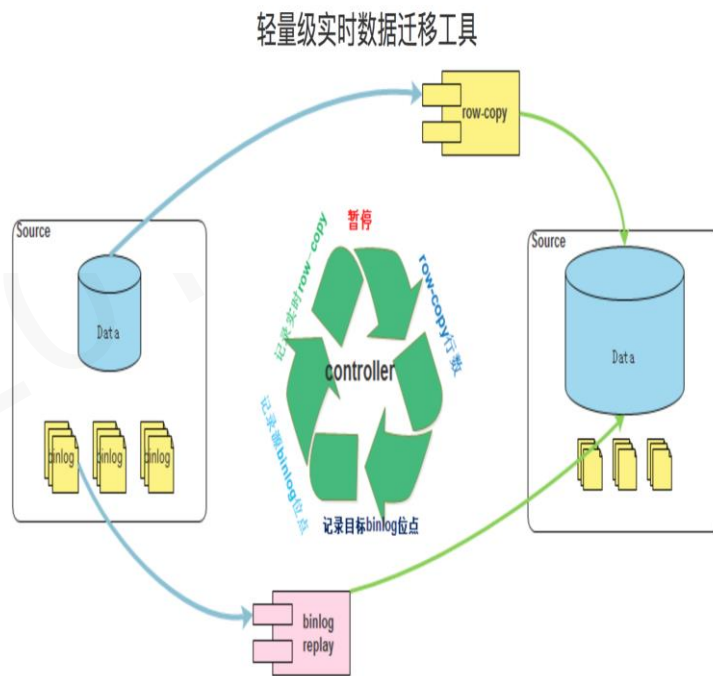 轻量级实时数据迁移工具
row-copy
Source
Data
binlog
binlog
binlog
暂停
记录实时row-copy
row-copy行数
controller
记录源binlog位点
记录目标binlog位点
Source
Data
binlog
replay